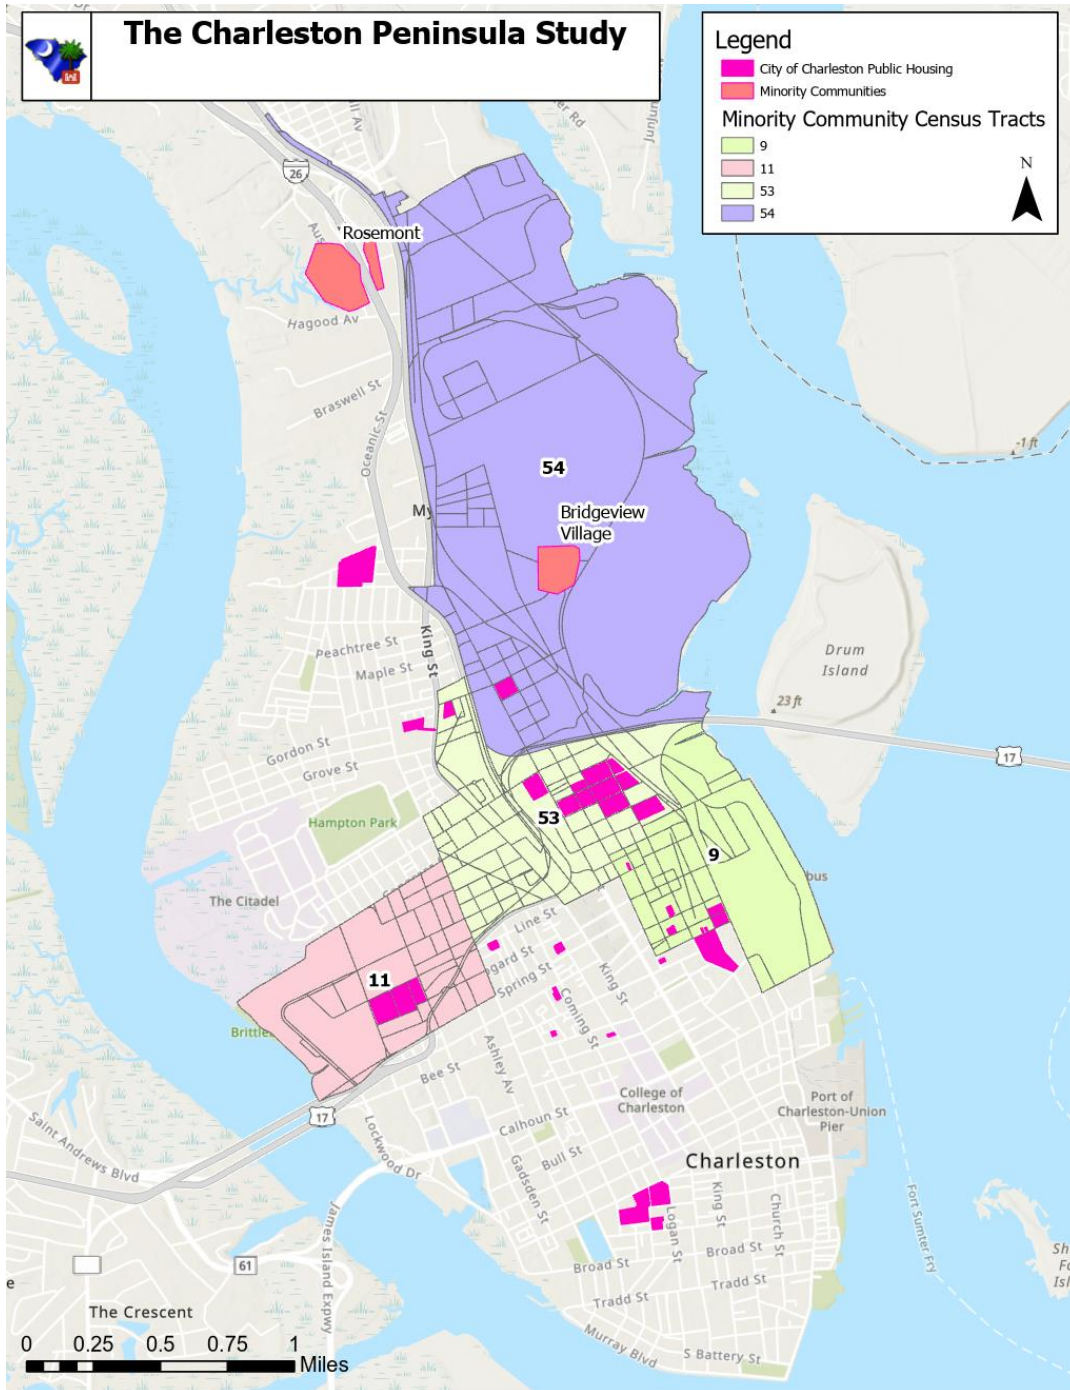 The Charleston Peninsula Study
Legend
City of Charleston Public Housing
Minority Communities
Minority Community Census Tracts
9
11
53
54
N
26
Rosemont
Hagood Av
Braswell St
Oceanic St
-1 ft
54
My
Bridgeview
Village
King St
Peachtree St
Maple St
Drum
Island
23 ft
17
Gordon St
Grove St
Hampton Park
53
9
bus
The Citadel
Line St
ogard St
Spring St
King St
11
Coming St
Brittle
Bee St
Ashley Av
College of
Charleston
Port of
Charleston-Union
Pier
17
Saint Andrews Blvd
Lockwood Dr
Calhoun St
Bull St
Gadsden St
Charleston
James Island Expwy
Logan St
King St
Church St
Fort Sumter Fry
61
Broad St
Broad St
Tradd St
Tradd St
The Crescent
Murray Blvd
S Battery St
0 0.25 0.5 0.75 1
Miles